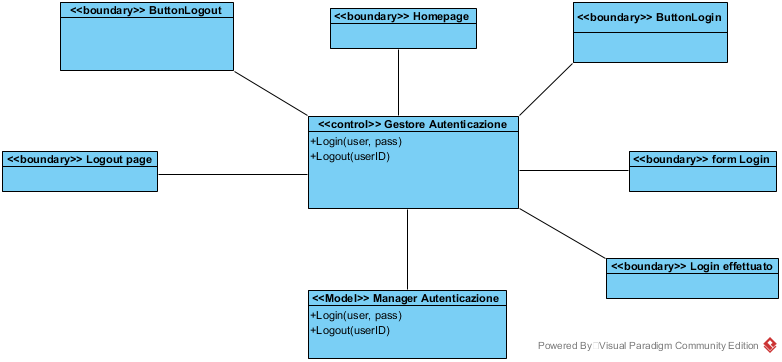 <<boundary>> ButtonLogout
<<boundary>> Homepage
<<boundary>> ButtonLogin
<<control>> Gestore Autenticazione
+Login(user, pass)
+Logout(userID)
<<boundary>> Logout page
<<boundary>> form Login
<<boundary>> Login effettuato
<<Model>> Manager Autenticazione
+Login(user, pass)
+Logout(userID)
Powered By Visual Paradigm Community Edition